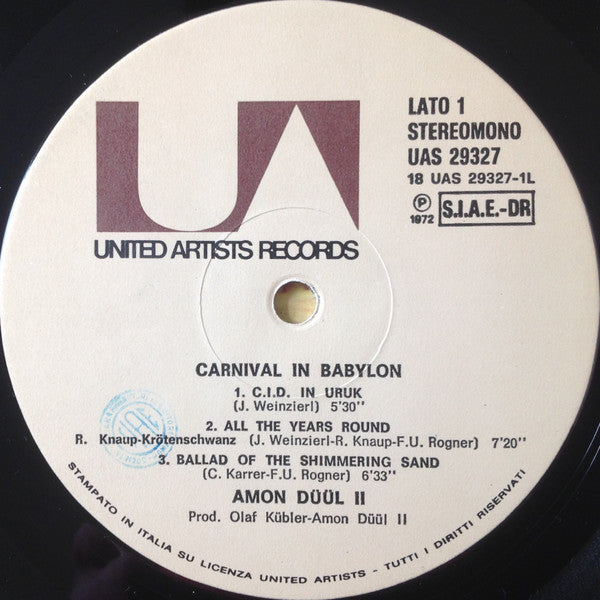 UA
UNITED ARTISTS RECORDS
LATO 1
STEREOMONO
UAS 29327
18 UAS 29327-1L
P
1972
S.I.A.E.-DR
CARNIVAL IN BABYLON
1. C.I.D. IN URUK
(J. Weinzierl) 5'30"
2. ALL THE YEARS ROUND
R. Knaup-Krötenschwanz (J. Weinzierl-R. Knaup-F.U. Rogner) 7'20"
3. BALLAD OF THE SHIMMERING SAND
(C. Karrer-F.U. Rogner) 6'33"
AMON DÜÜL II
Prod. Olaf Kübler-Amon Düül II
STAMPATO IN ITALIA SU LICENZA UNITED ARTISTS - TUTTI I DIRITTI RISERVATI